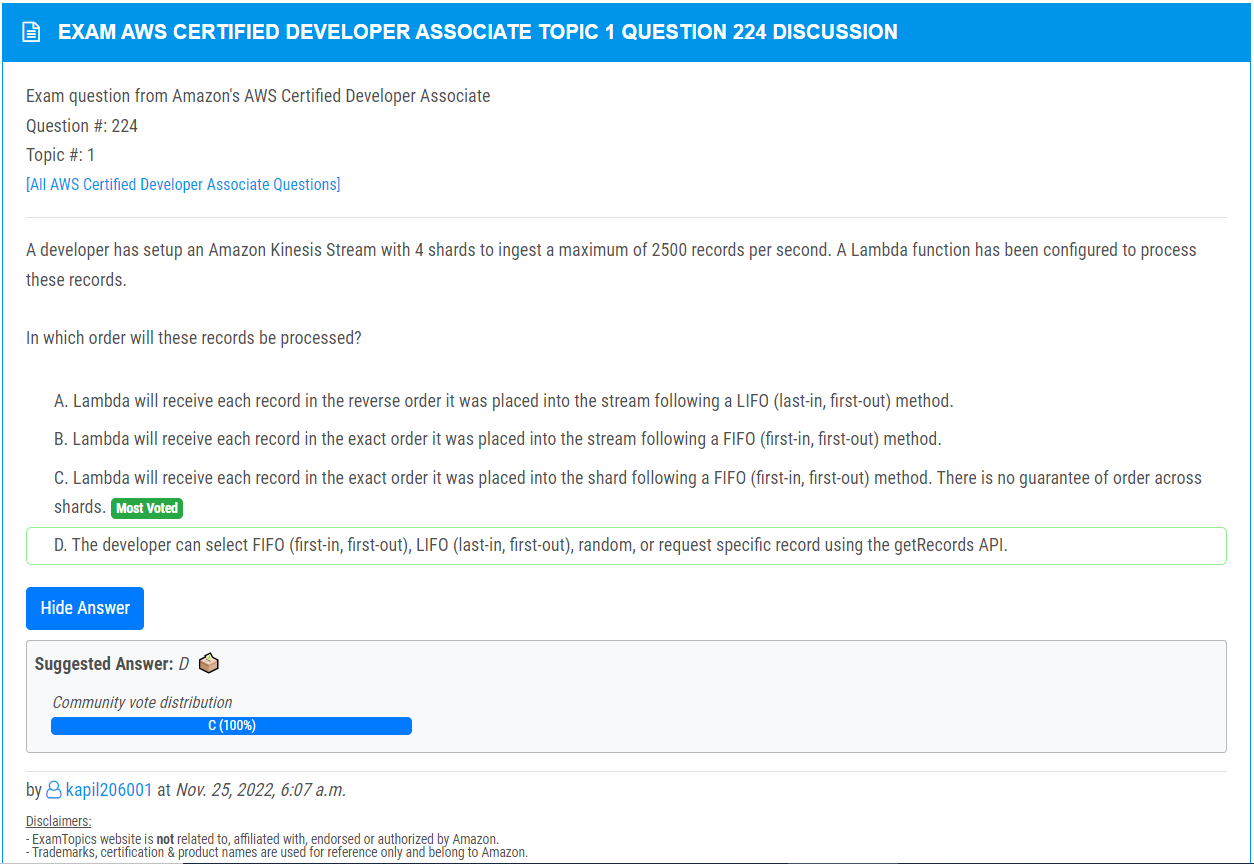 EXAM AWS CERTIFIED DEVELOPER ASSOCIATE TOPIC 1 QUESTION 224 DISCUSSION
Exam question from Amazon's AWS Certified Developer Associate
Question #: 224
Topic #: 1
[All AWS Certified Developer Associate Questions]
A developer has setup an Amazon Kinesis Stream with 4 shards to ingest a maximum of 2500 records per second. A Lambda function has been configured to process
these records.
In which order will these records be processed?
A. Lambda will receive each record in the reverse order it was placed into the stream following a LIFO (last-in, first-out) method.
B. Lambda will receive each record in the exact order it was placed into the stream following a FIFO (first-in, first-out) method.
C. Lambda will receive each record in the exact order it was placed into the shard following a FIFO (first-in, first-out) method. There is no guarantee of order across
shards. Most Voted
D. The developer can select FIFO (first-in, first-out), LIFO (last-in, first-out), random, or request specific record using the getRecords API.
Hide Answer
Suggested Answer: D
Community vote distribution
C (100%)
by kapil206001 at Nov. 25, 2022, 6:07 a.m.
Disclaimers:
- ExamTopics website is not related to, affiliated with, endorsed or authorized by Amazon.
- Trademarks, certification & product names are used for reference only and belong to Amazon.